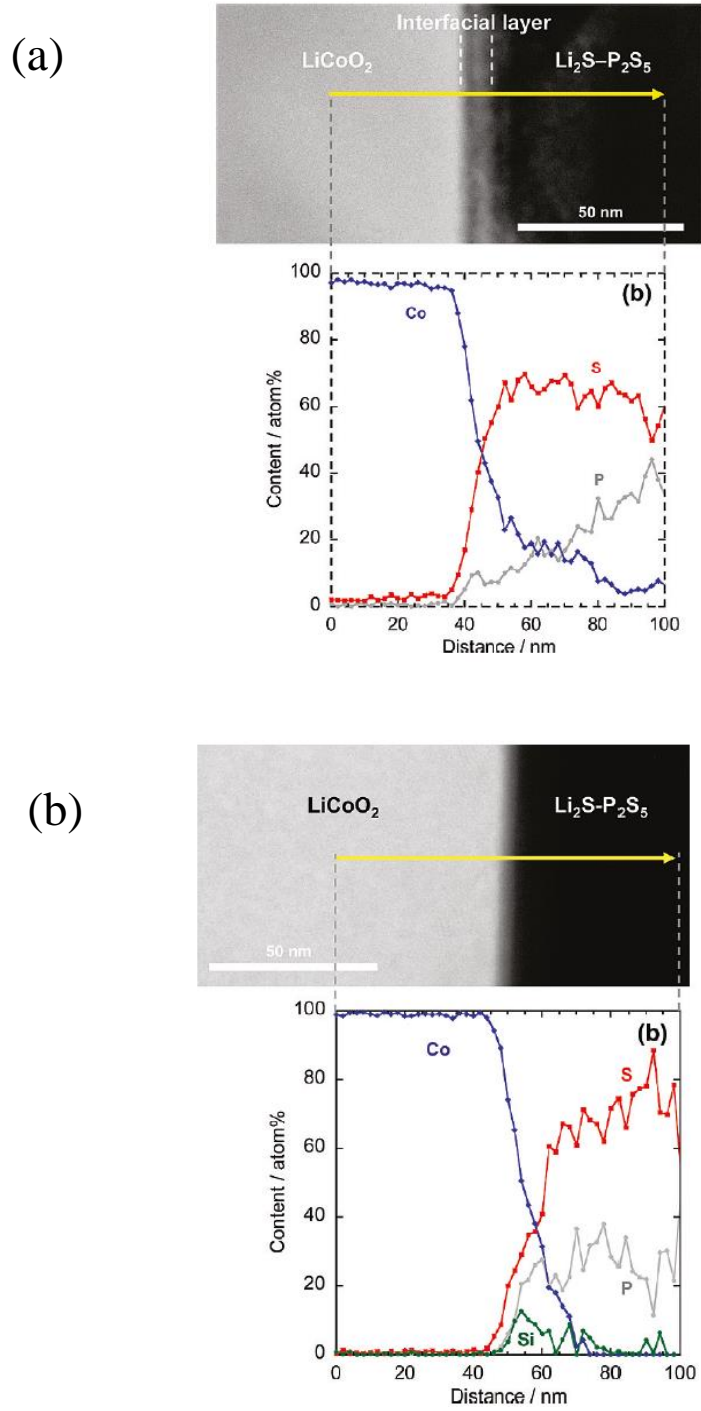 (a)
Interfacial layer
LiCoO₂ Li₂S–P₂S₅
50 nm
(b)
Co
S
P
Content / atom%
100
80
60
40
20
0
0 20 40 60 80 100
Distance / nm
(b)
LiCoO₂ Li₂S-P₂S₅
50 nm
(b)
Co
S
P
Si
Content / atom%
100
80
60
40
20
0
0 20 40 60 80 100
Distance / nm